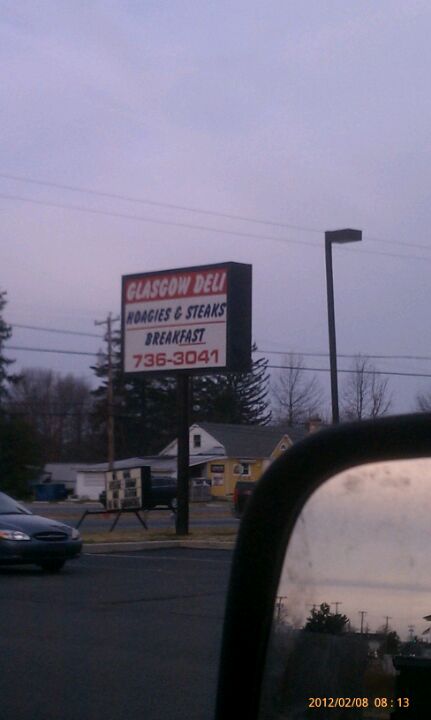 GLASGOW DELI
HOAGIES & STEAKS
BREAKFAST
736-3041
2012/02/08 08:13